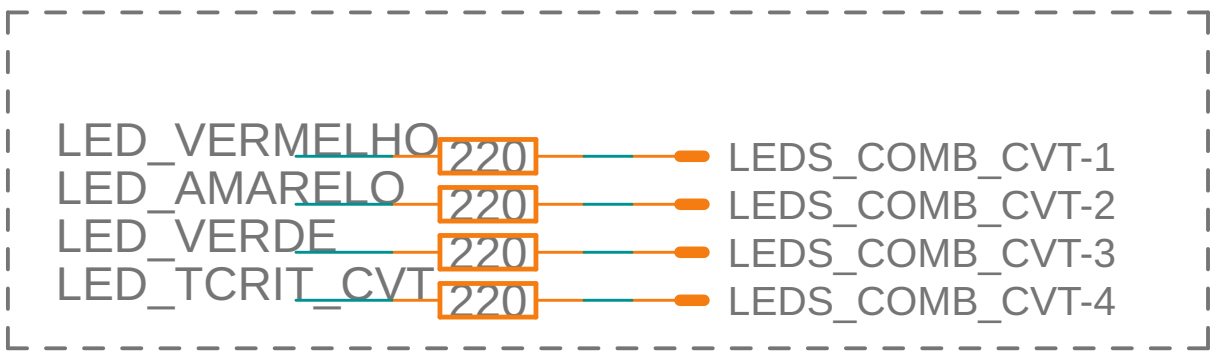 LED_VERMELHO 220 LEDS_COMB_CVT-1
LED_AMARELO 220 LEDS_COMB_CVT-2
LED_VERDE 220 LEDS_COMB_CVT-3
LED_TCRIT_CVT 220 LEDS_COMB_CVT-4